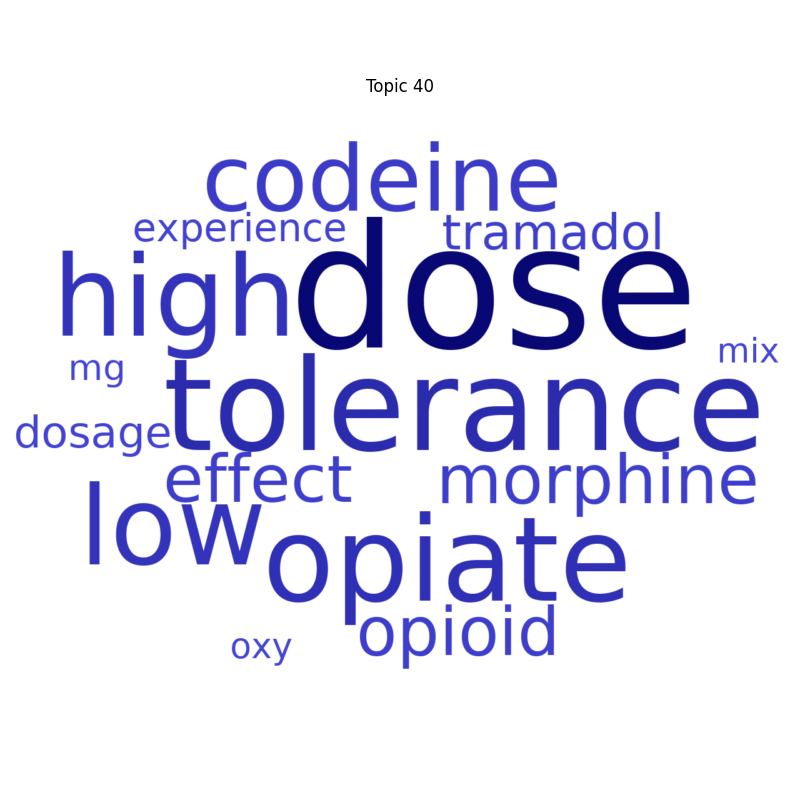 Topic 40
codeine
experience tramadol
high dose
mg mix
tolerance
dosage
effect morphine
low opiate
opioid
oxy